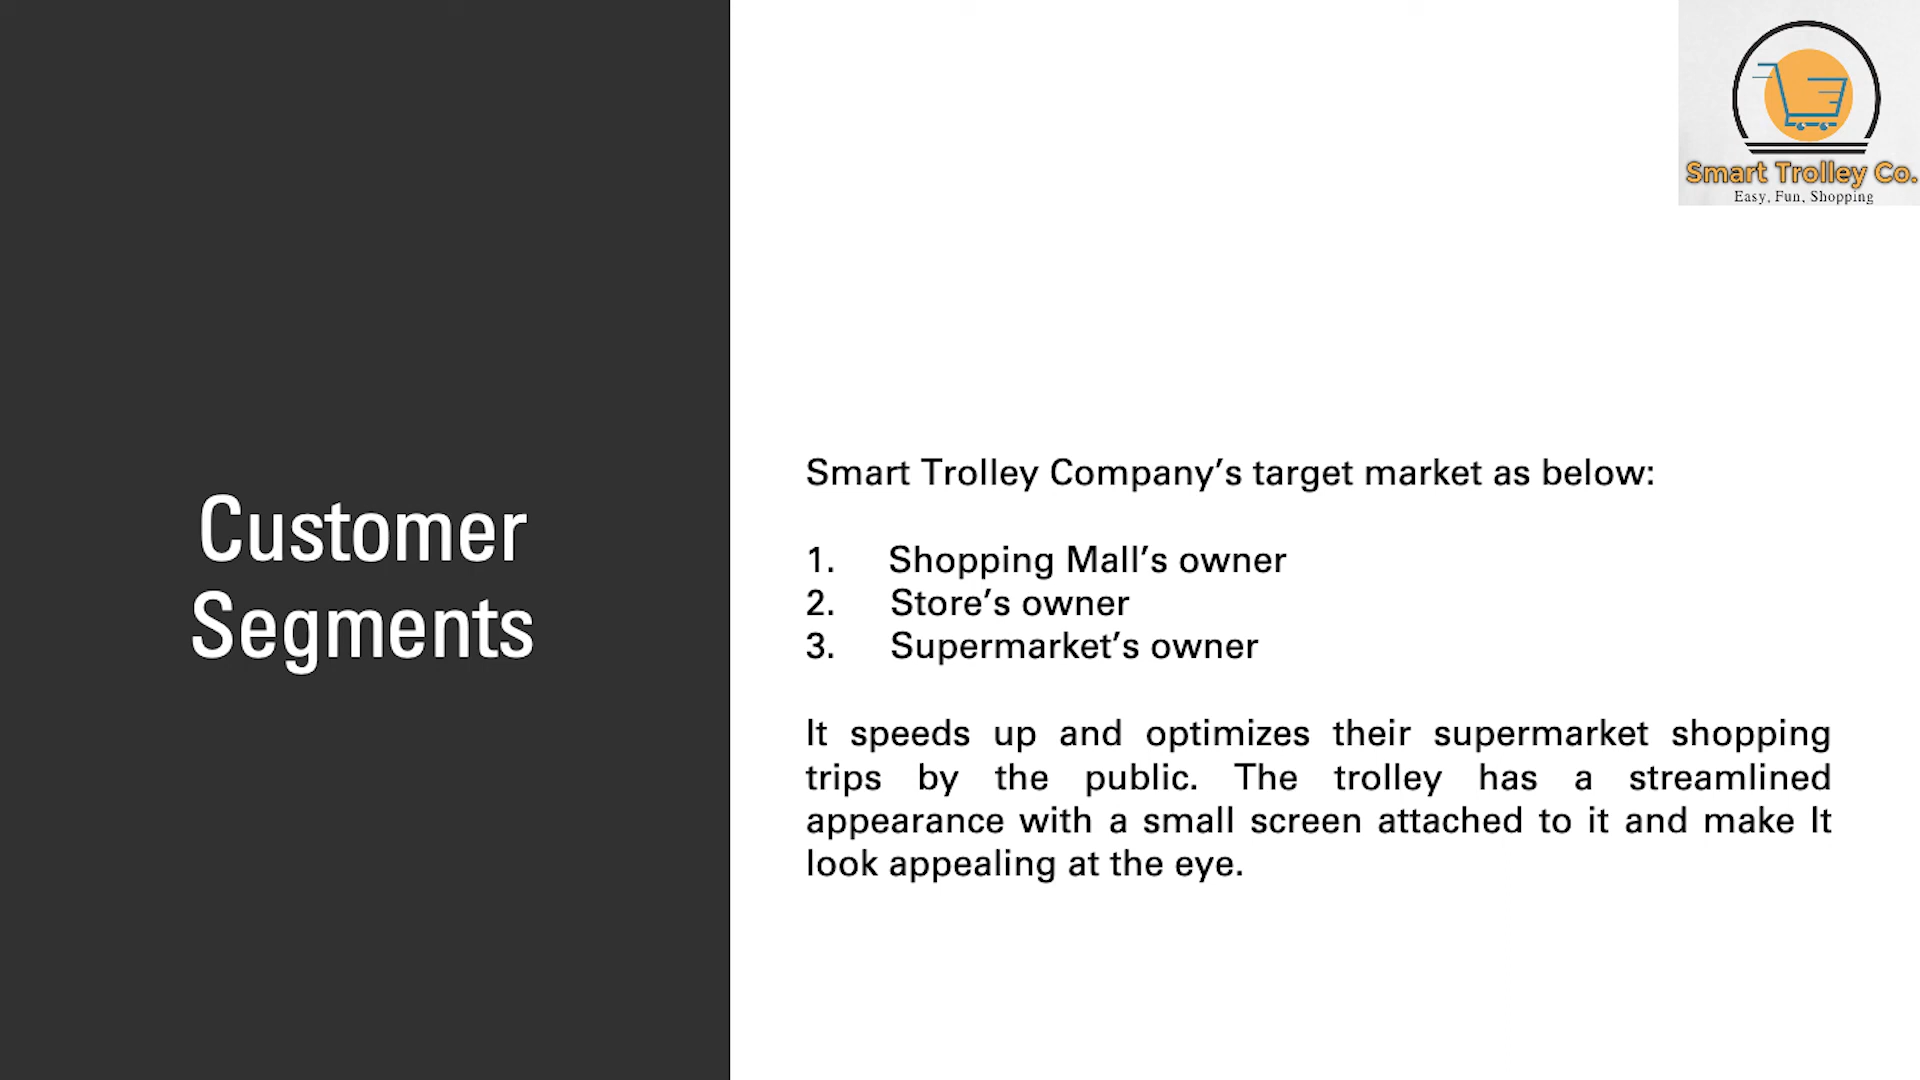 Smart Trolley Co.
Easy, Fun, Shopping
Customer
Segments
Smart Trolley Company’s target market as below:
1. Shopping Mall’s owner
2. Store’s owner
3. Supermarket’s owner
It speeds up and optimizes their supermarket shopping
trips by the public. The trolley has a streamlined
appearance with a small screen attached to it and make It
look appealing at the eye.